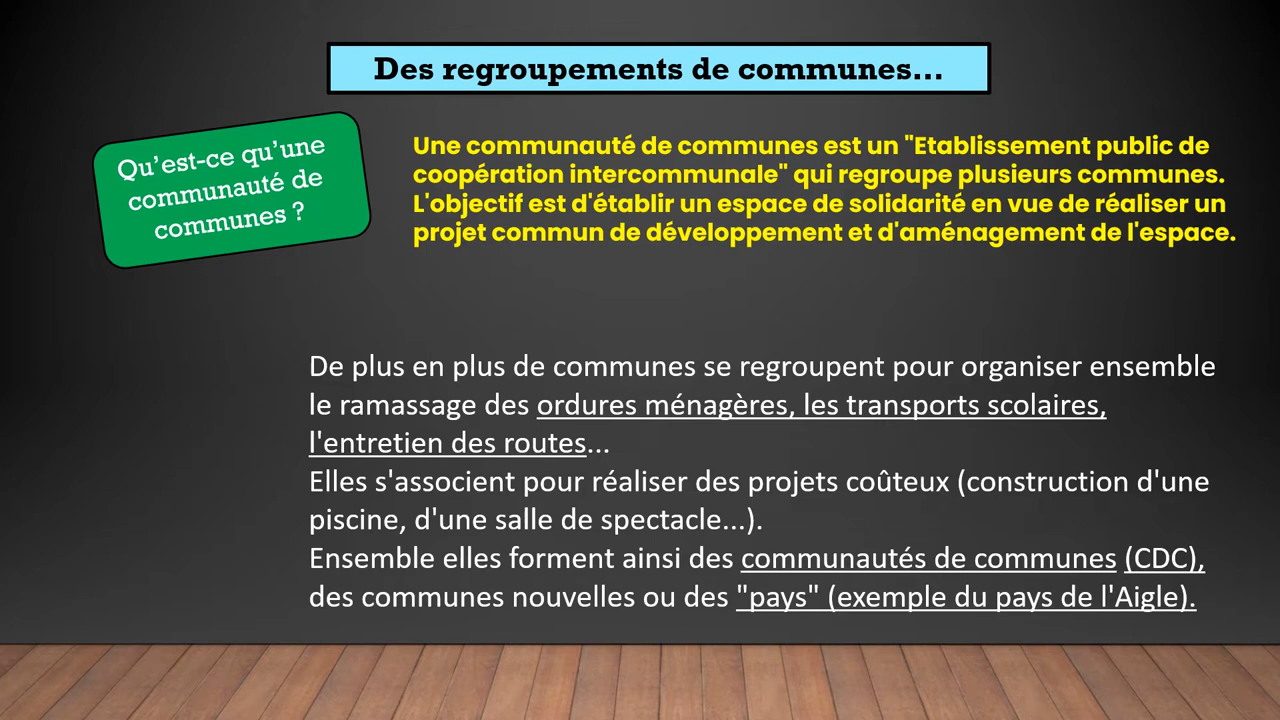 Des regroupements de communes...
Qu'est-ce qu'une
communauté de
communes ?
Une communauté de communes est un "Etablissement public de
coopération intercommunale" qui regroupe plusieurs communes.
L'objectif est d'établir un espace de solidarité en vue de réaliser un
projet commun de développement et d'aménagement de l'espace.
De plus en plus de communes se regroupent pour organiser ensemble
le ramassage des ordures ménagères, les transports scolaires,
l'entretien des routes...
Elles s'associent pour réaliser des projets coûteux (construction d'une
piscine, d'une salle de spectacle...).
Ensemble elles forment ainsi des communautés de communes (CDC),
des communes nouvelles ou des "pays" (exemple du pays de l'Aigle).